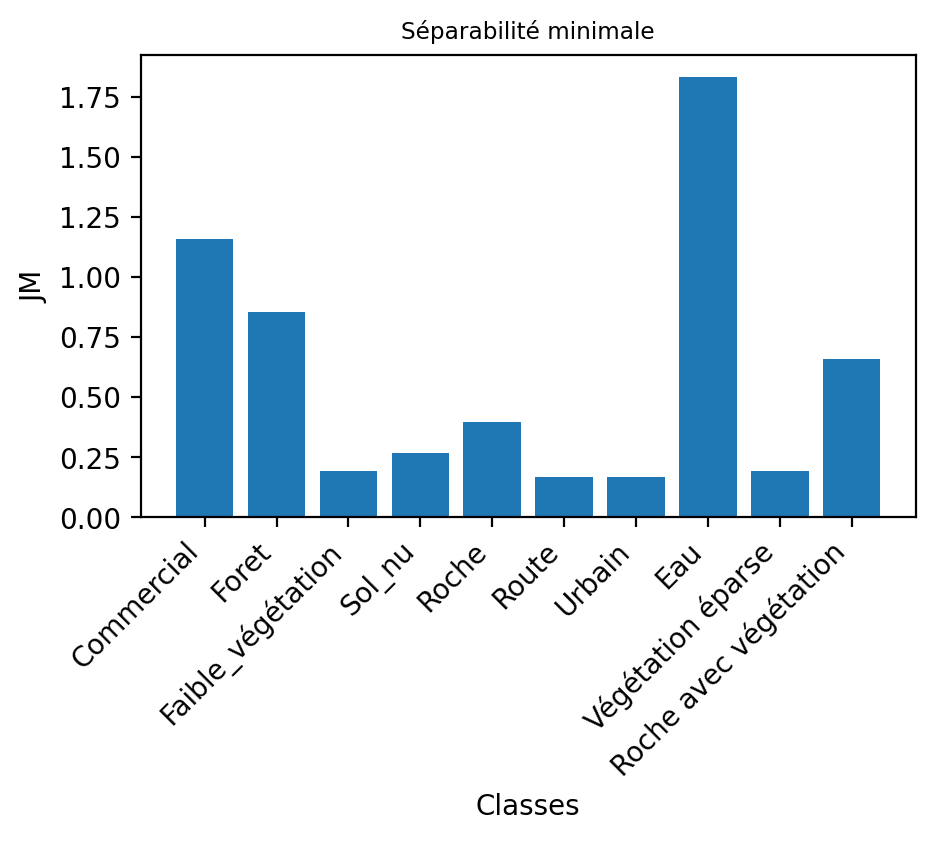 Séparabilité minimale
JM
1.75
1.50
1.25
1.00
0.75
0.50
0.25
0.00
Commercial
Foret
Faible_végétation
Sol_nu
Roche
Route
Urbain
Eau
Végétation éparse
Roche avec végétation
Classes